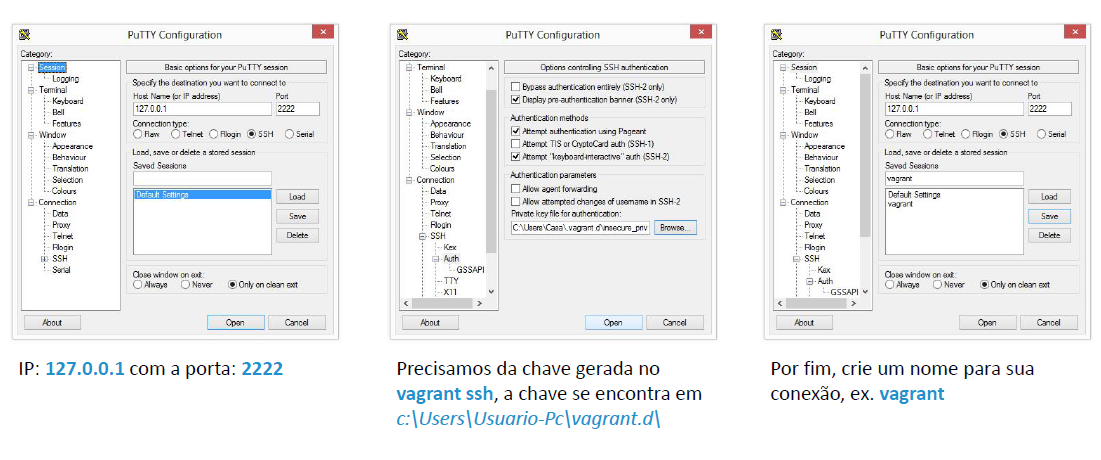 PuTTY Configuration
Category:
Session
Logging
Terminal
Keyboard
Bell
Features
Window
Appearance
Behaviour
Translation
Selection
Colours
Connection
Data
Proxy
Telnet
Rlogin
SSH
Serial
Basic options for your PuTTY session
Specify the destination you want to connect to
Host Name (or IP address) Port
127.0.0.1 2222
Connection type:
Raw Telnet Rlogin SSH Serial
Load, save or delete a stored session
Saved Sessions
Default Settings
Load
Save
Delete
Close window on exit:
Always Never Only on clean exit
About Open Cancel
IP: 127.0.0.1 com a porta: 2222
PuTTY Configuration
Category:
Terminal
Keyboard
Bell
Features
Window
Appearance
Behaviour
Translation
Selection
Colours
Connection
Data
Proxy
Telnet
Rlogin
SSH
Kex
Auth
GSSAPI
TTY
X11
Options controlling SSH authentication
Bypass authentication entirely (SSH-2 only)
Display pre-authentication banner (SSH-2 only)
Authentication methods
Attempt authentication using Pageant
Attempt TIS or CryptoCard auth (SSH-1)
Attempt "keyboard-interactive" auth (SSH-2)
Authentication parameters
Allow agent forwarding
Allow attempted changes of username in SSH-2
Private key file for authentication:
C:\Users\Casa\.vagrant.d\insecure_priv Browse...
About Open Cancel
Precisamos da chave gerada no
vagrant ssh, a chave se encontra em
c:\Users\Usuario-Pc\vagrant.d\
PuTTY Configuration
Category:
Session
Logging
Terminal
Keyboard
Bell
Features
Window
Appearance
Behaviour
Translation
Selection
Colours
Connection
Data
Proxy
Telnet
Rlogin
SSH
Kex
Auth
GSSAPI
Basic options for your PuTTY session
Specify the destination you want to connect to
Host Name (or IP address) Port
127.0.0.1 2222
Connection type:
Raw Telnet Rlogin SSH Serial
Load, save or delete a stored session
Saved Sessions
vagrant
Default Settings
vagrant
Load
Save
Delete
Close window on exit:
Always Never Only on clean exit
About Open Cancel
Por fim, crie um nome para sua
conexão, ex. vagrant